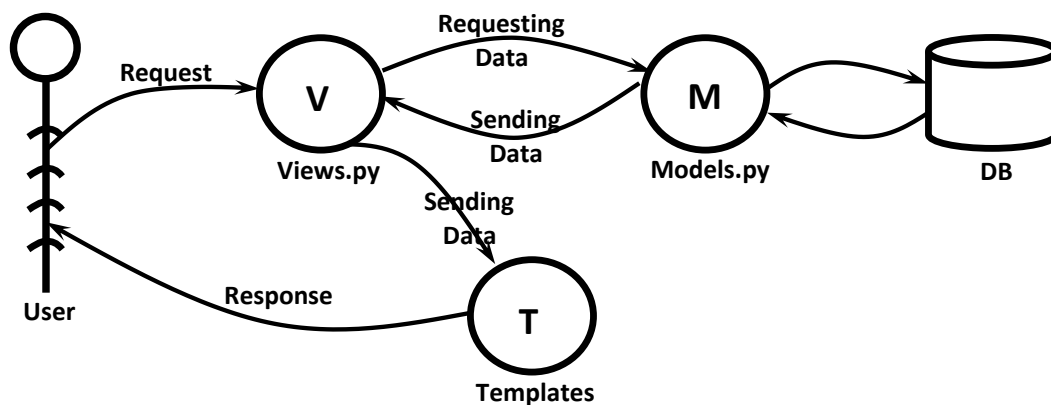 Requesting
Data
Request
V
M
Sending
Data
Views.py
Models.py
DB
Sending
Data
Response
User
T
Templates